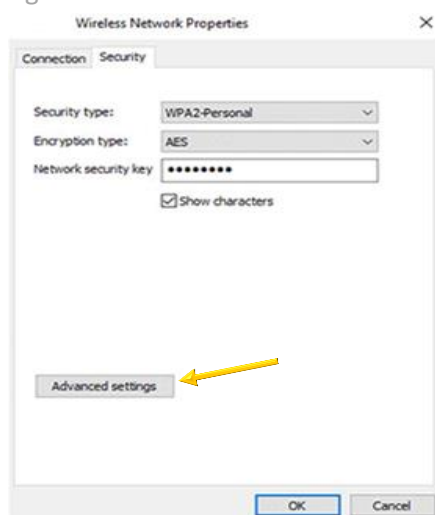 Wireless Network Properties
Connection Security
Security type: WPA2-Personal
Encryption type: AES
Network security key ••••••••
Show characters
Advanced settings
OK Cancel